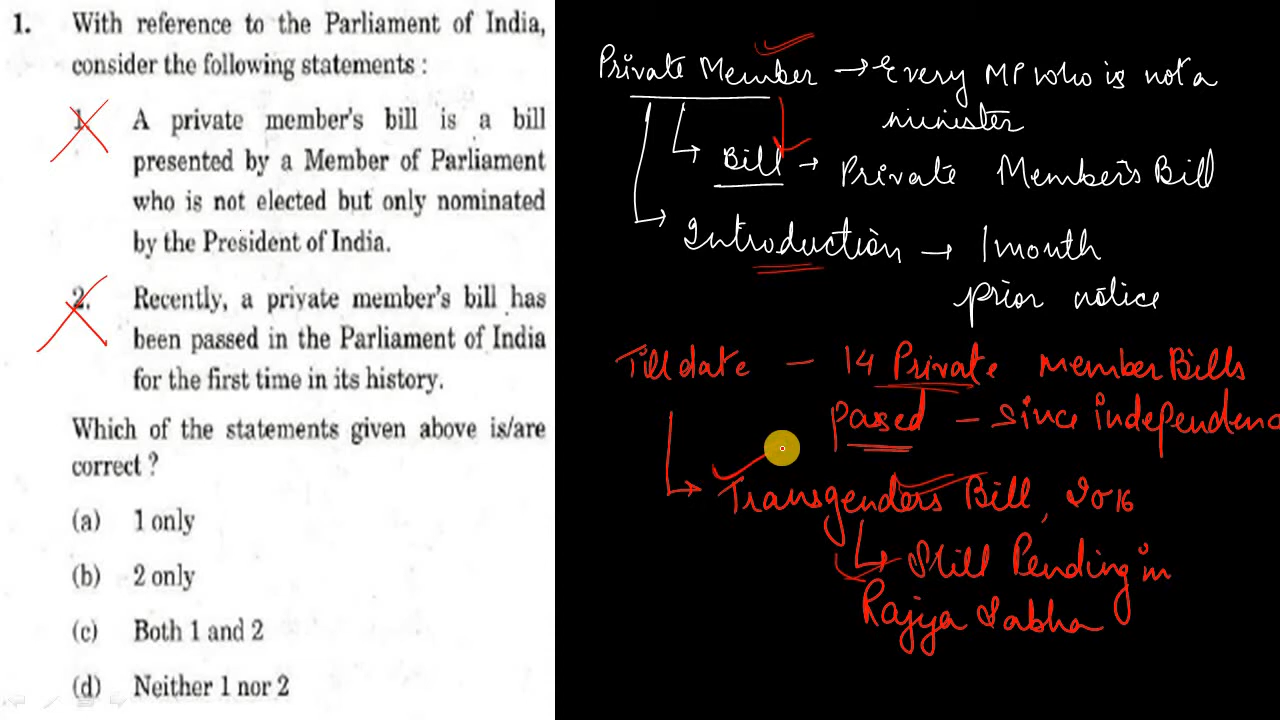 1. With reference to the Parliament of India,
consider the following statements :
1. A private member's bill is a bill
presented by a Member of Parliament
who is not elected but only nominated
by the President of India.
2. Recently, a private member's bill has
been passed in the Parliament of India
for the first time in its history.
Which of the statements given above is/are
correct ?
(a) 1 only
(b) 2 only
(c) Both 1 and 2
(d) Neither 1 nor 2
Private Member → Every MP who is not a
minister
Bill → Private Member's Bill
Introduction → 1 month
prior notice
Till date – 14 Private member Bills
passed – since independenc
Transgenders Bill, 2016
Still Pending in
Rajya Sabha